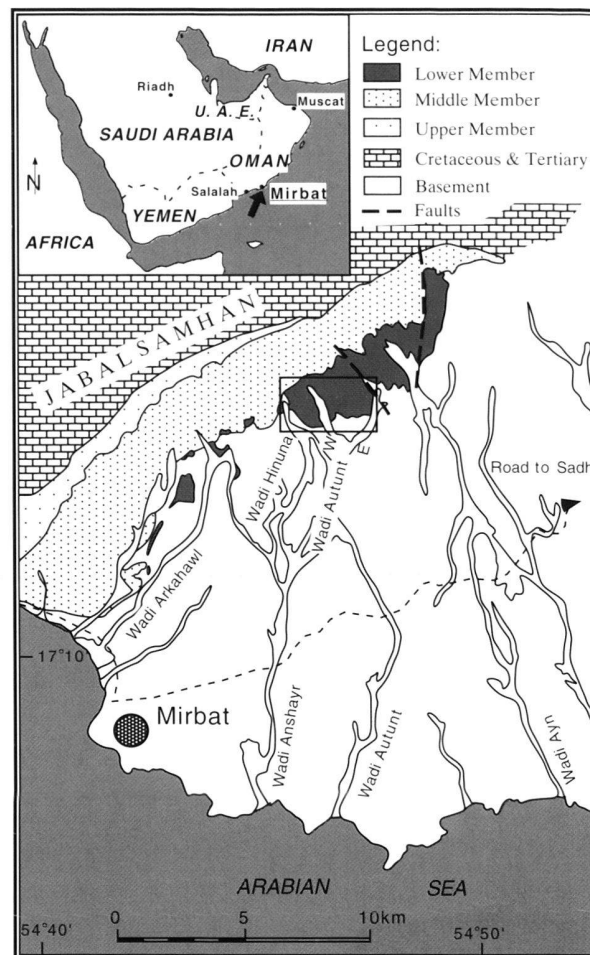 IRAN
Riadh
U. A. E.
Muscat
SAUDI ARABIA
OMAN
N
Salalah
Mirbat
YEMEN
AFRICA
Legend:
Lower Member
Middle Member
Upper Member
Cretaceous & Tertiary
Basement
Faults
JABAL SAMHAN
Wadi Hinuna
W
E
Wadi Autunt
Road to Sadh
Wadi Arkahawl
17°10'
Mirbat
Wadi Anshayr
Wadi Autunt
Wadi Ayn
ARABIAN SEA
0 5 10km
54°40' 54°50'